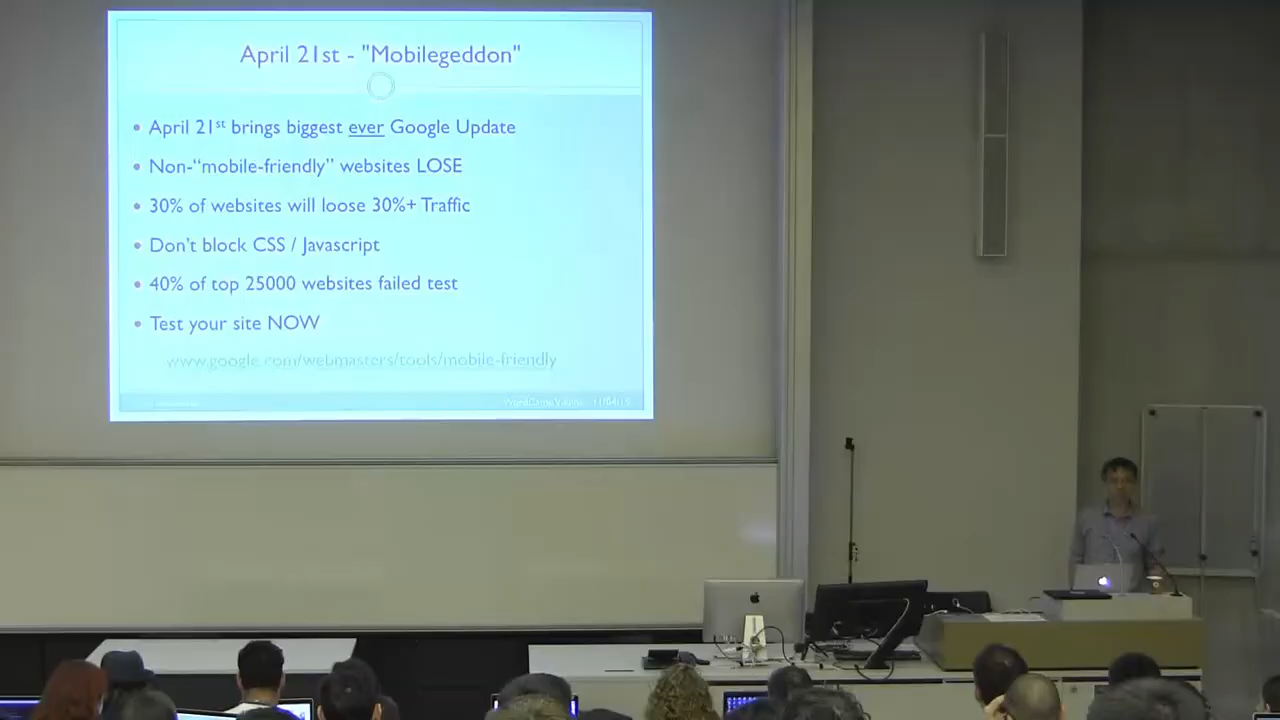 April 21st - "Mobilegeddon"
• April 21st brings biggest ever Google Update
• Non-“mobile-friendly” websites LOSE
• 30% of websites will loose 30%+ Traffic
• Don't block CSS / Javascript
• 40% of top 25000 websites failed test
• Test your site NOW
www.google.com/webmasters/tools/mobile-friendly